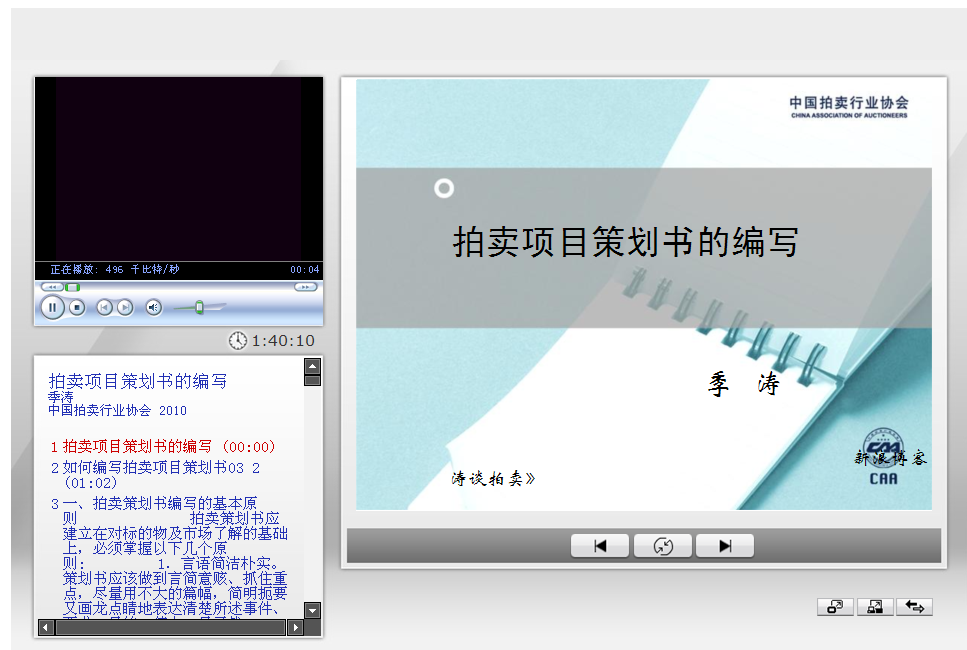 正在播放: 496 千比特/秒 00:04
1:40:10
拍卖项目策划书的编写
季涛
中国拍卖行业协会 2010
1 拍卖项目策划书的编写 (00:00)
2 如何编写拍卖项目策划书03 2
(01:02)
3 一、拍卖策划书编写的基本原
则 拍卖策划书应
建立在对标的物及市场了解的基础
上，必须掌握以下几个原
则： 1. 言语简洁朴实。
策划书应该做到言简意赅、抓住重
点，尽量用不大的篇幅，简明扼要
又画龙点睛地表达清楚所述事件、
中国拍卖行业协会
CHINA ASSOCIATION OF AUCTIONEERS
拍卖项目策划书的编写
季 涛
涛谈拍卖》
新浪博客
CAA